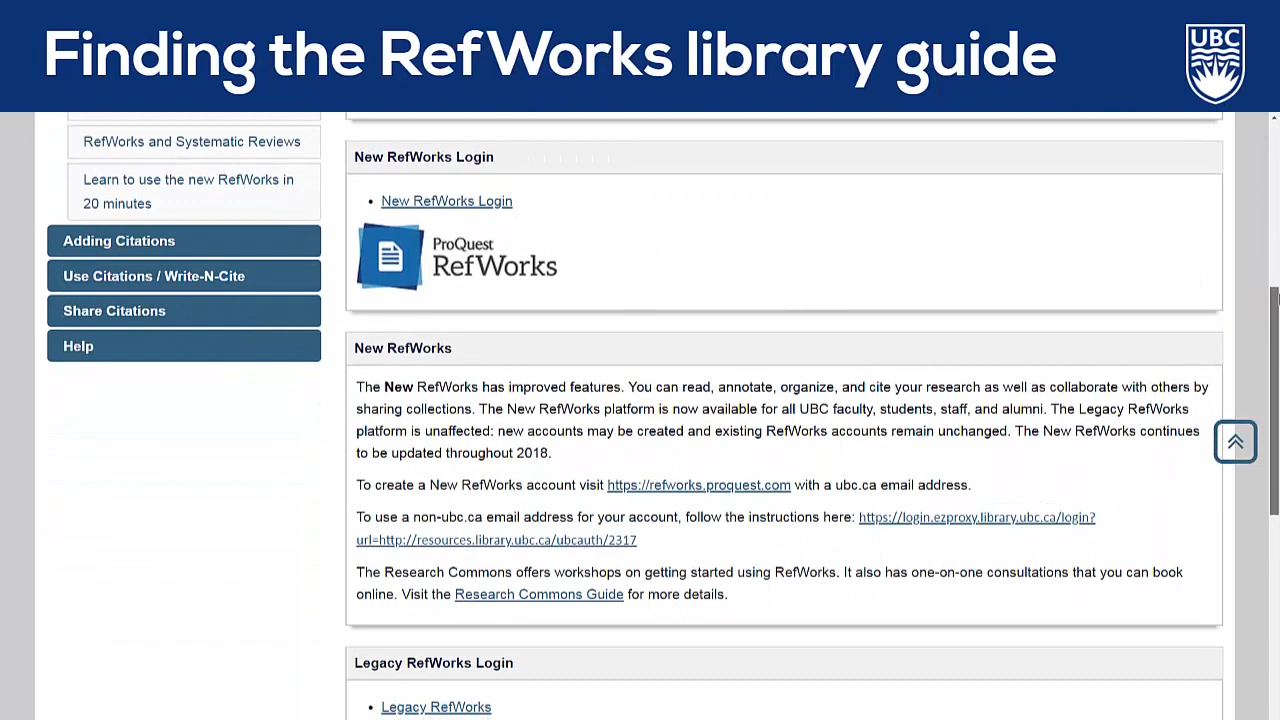 Finding the RefWorks library guide
UBC
RefWorks and Systematic Reviews
Learn to use the new RefWorks in
20 minutes
Adding Citations
Use Citations / Write-N-Cite
Share Citations
Help
New RefWorks Login
• New RefWorks Login
ProQuest
RefWorks
New RefWorks
The New RefWorks has improved features. You can read, annotate, organize, and cite your research as well as collaborate with others by
sharing collections. The New RefWorks platform is now available for all UBC faculty, students, staff, and alumni. The Legacy RefWorks
platform is unaffected: new accounts may be created and existing RefWorks accounts remain unchanged. The New RefWorks continues
to be updated throughout 2018.
To create a New RefWorks account visit https://refworks.proquest.com with a ubc.ca email address.
To use a non-ubc.ca email address for your account, follow the instructions here: https://login.ezproxy.library.ubc.ca/login?
url=http://resources.library.ubc.ca/ubcauth/2317
The Research Commons offers workshops on getting started using RefWorks. It also has one-on-one consultations that you can book
online. Visit the Research Commons Guide for more details.
Legacy RefWorks Login
• Legacy RefWorks